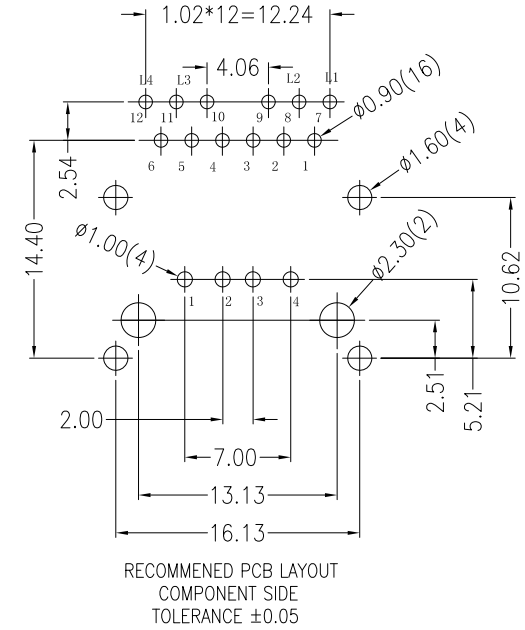 1.02*12=12.24
4.06
L4 L3 L2 L1
12 11 10 9 8 7
ø0.90(16)
6 5 4 3 2 1
2.54
ø1.60(4)
14.40
ø1.00(4)
ø2.30(2)
10.62
1 2 3 4
2.51
5.21
2.00
7.00
13.13
16.13
RECOMMENED PCB LAYOUT
COMPONENT SIDE
TOLERANCE ±0.05